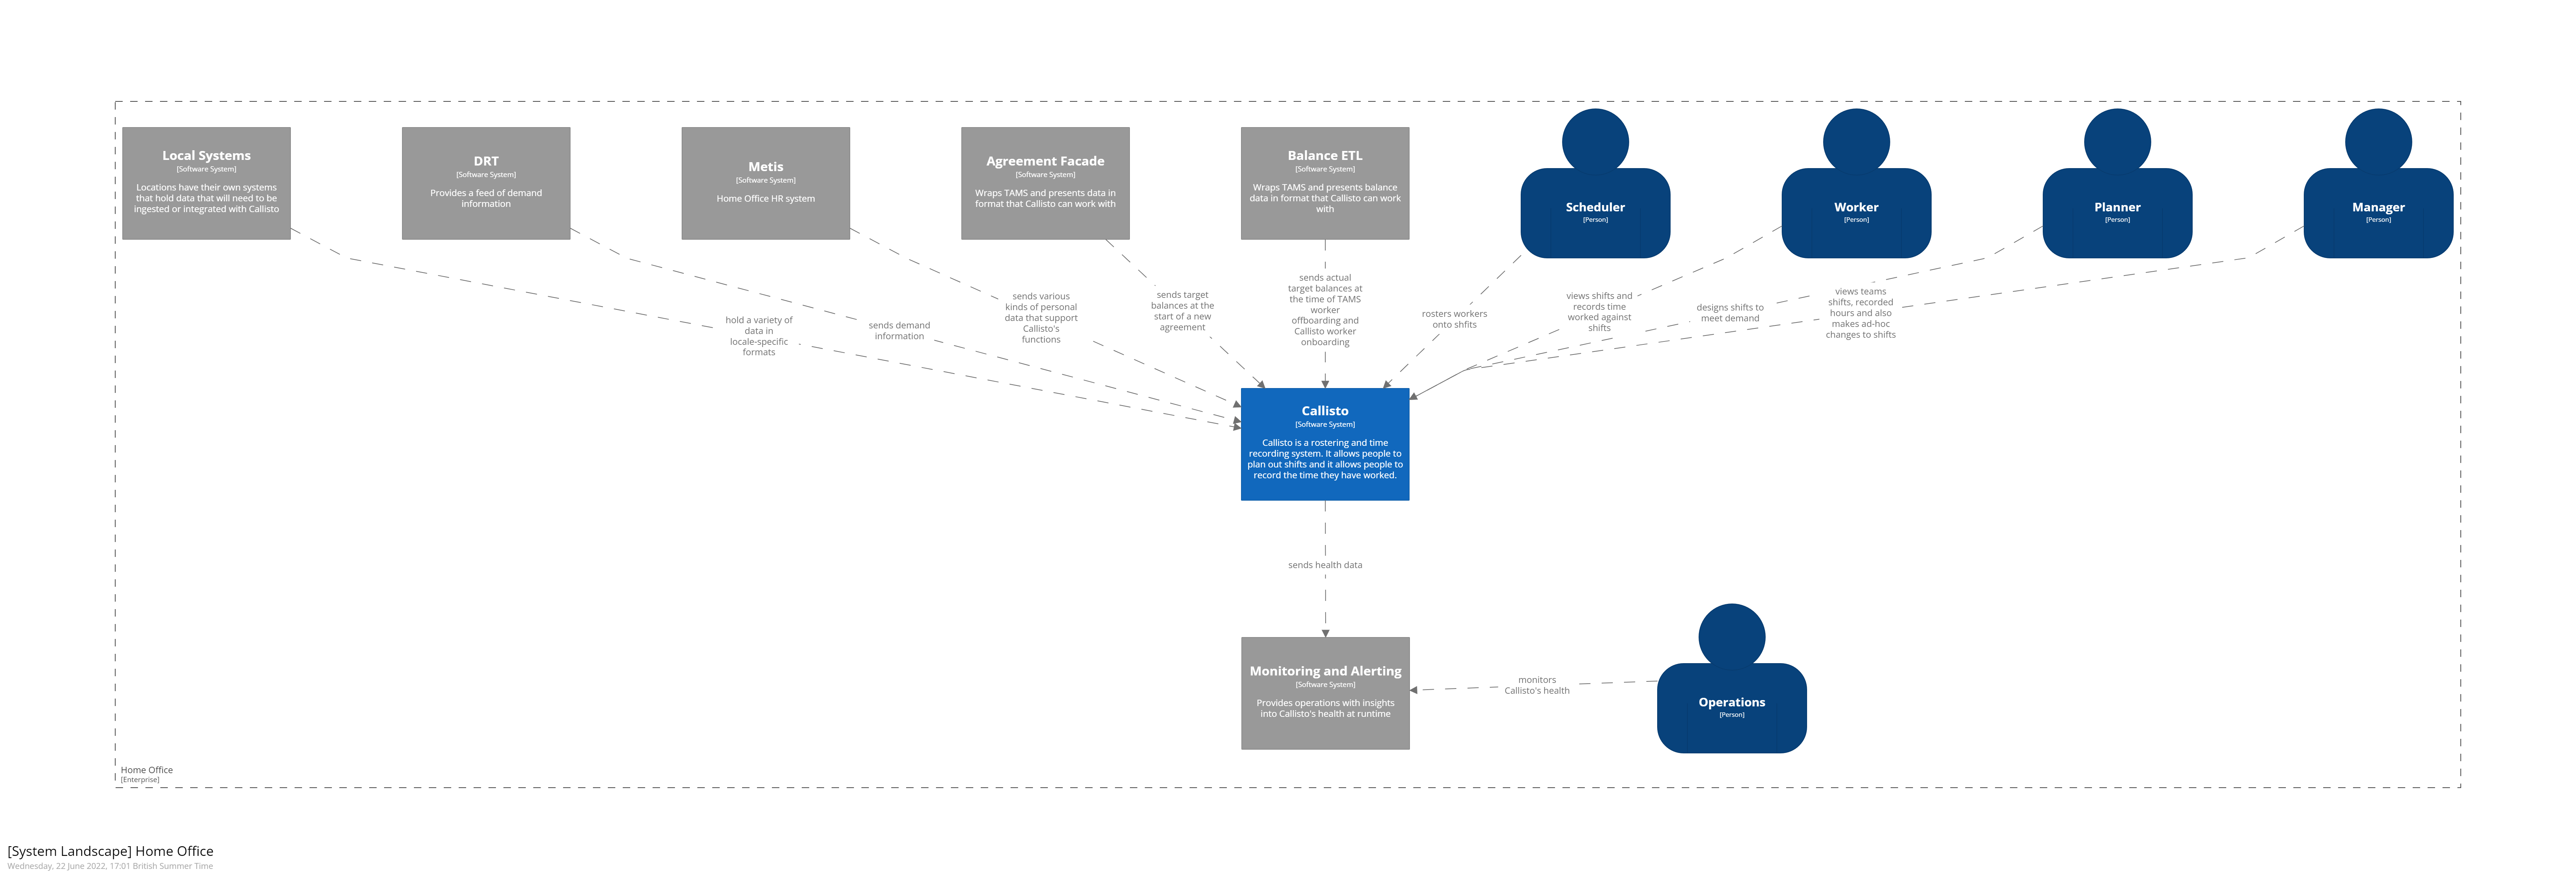 Local Systems
[Software System]
Locations have their own systems
that hold data that will need to be
ingested or integrated with Callisto
DRT
[Software System]
Provides a feed of demand
information
Metis
[Software System]
Home Office HR system
Agreement Facade
[Software System]
Wraps TAMS and presents data in
format that Callisto can work with
Balance ETL
[Software System]
Wraps TAMS and presents balance
data in format that Callisto can work
with
Scheduler
[Person]
Worker
[Person]
Planner
[Person]
Manager
[Person]
hold a variety of
data in
locale-specific
formats
sends demand
information
sends various
kinds of personal
data that support
Callisto's
functions
sends target
balances at the
start of a new
agreement
sends actual
target balances at
the time of TAMS
worker
offboarding and
Callisto worker
onboarding
rosters workers
onto shfits
views shifts and
records time
worked against
shifts
designs shifts to
meet demand
views teams
shifts, recorded
hours and also
makes ad-hoc
changes to shifts
Callisto
[Software System]
Callisto is a rostering and time
recording system. It allows people to
plan out shifts and it allows people to
record the time they have worked.
sends health data
Monitoring and Alerting
[Software System]
Provides operations with insights
into Callisto's health at runtime
monitors
Callisto's health
Operations
[Person]
Home Office
[Enterprise]
[System Landscape] Home Office
Wednesday, 22 June 2022, 17:01 British Summer Time